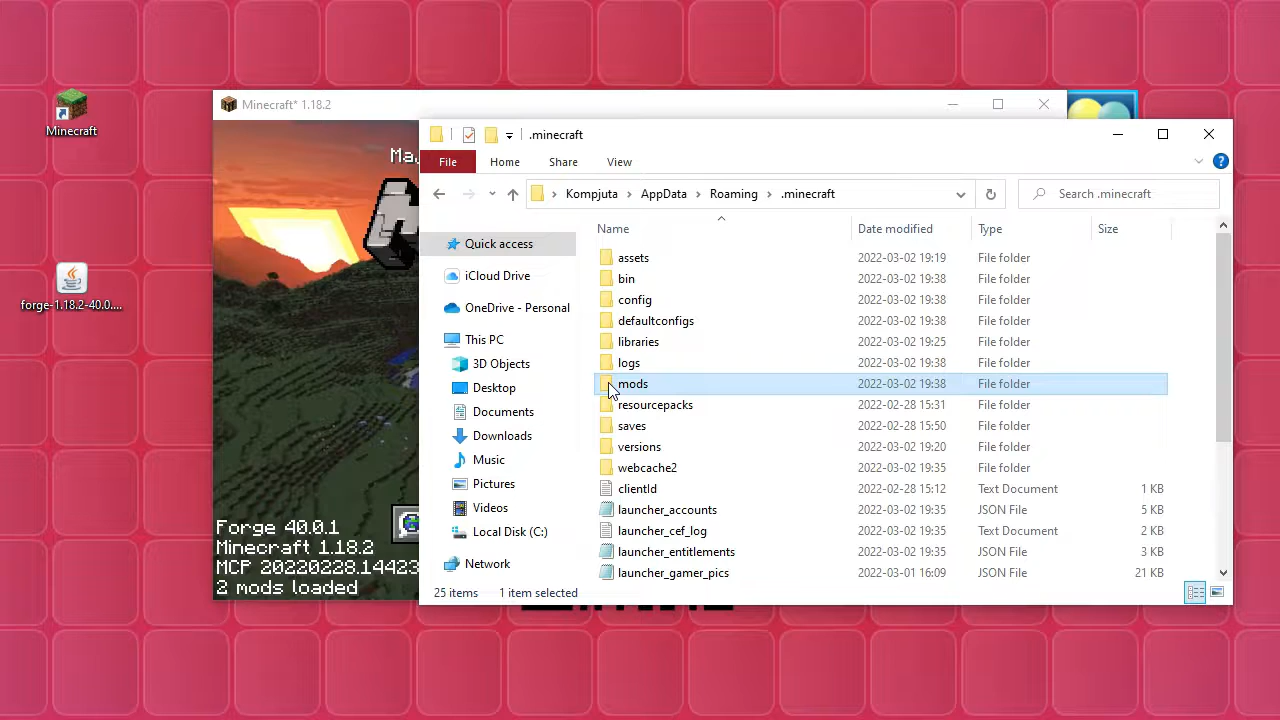 Minecraft
forge-1.18.2-40.0....
Minecraft* 1.18.2
Forge 40.0.1
Minecraft 1.18.2
MCP 20220228.14423
2 mods loaded
.minecraft
File Home Share View
Kompjuta AppData Roaming .minecraft
Search .minecraft
Quick access
iCloud Drive
OneDrive - Personal
This PC
3D Objects
Desktop
Documents
Downloads
Music
Pictures
Videos
Local Disk (C:)
Network
Name Date modified Type Size
assets 2022-03-02 19:19 File folder
bin 2022-03-02 19:38 File folder
config 2022-03-02 19:38 File folder
defaultconfigs 2022-03-02 19:38 File folder
libraries 2022-03-02 19:25 File folder
logs 2022-03-02 19:38 File folder
mods 2022-03-02 19:38 File folder
resourcepacks 2022-02-28 15:31 File folder
saves 2022-02-28 15:50 File folder
versions 2022-03-02 19:20 File folder
webcache2 2022-03-02 19:35 File folder
clientId 2022-02-28 15:12 Text Document 1 KB
launcher_accounts 2022-03-02 19:35 JSON File 5 KB
launcher_cef_log 2022-03-02 19:35 Text Document 2 KB
launcher_entitlements 2022-03-02 19:35 JSON File 3 KB
launcher_gamer_pics 2022-03-01 16:09 JSON File 21 KB
25 items 1 item selected